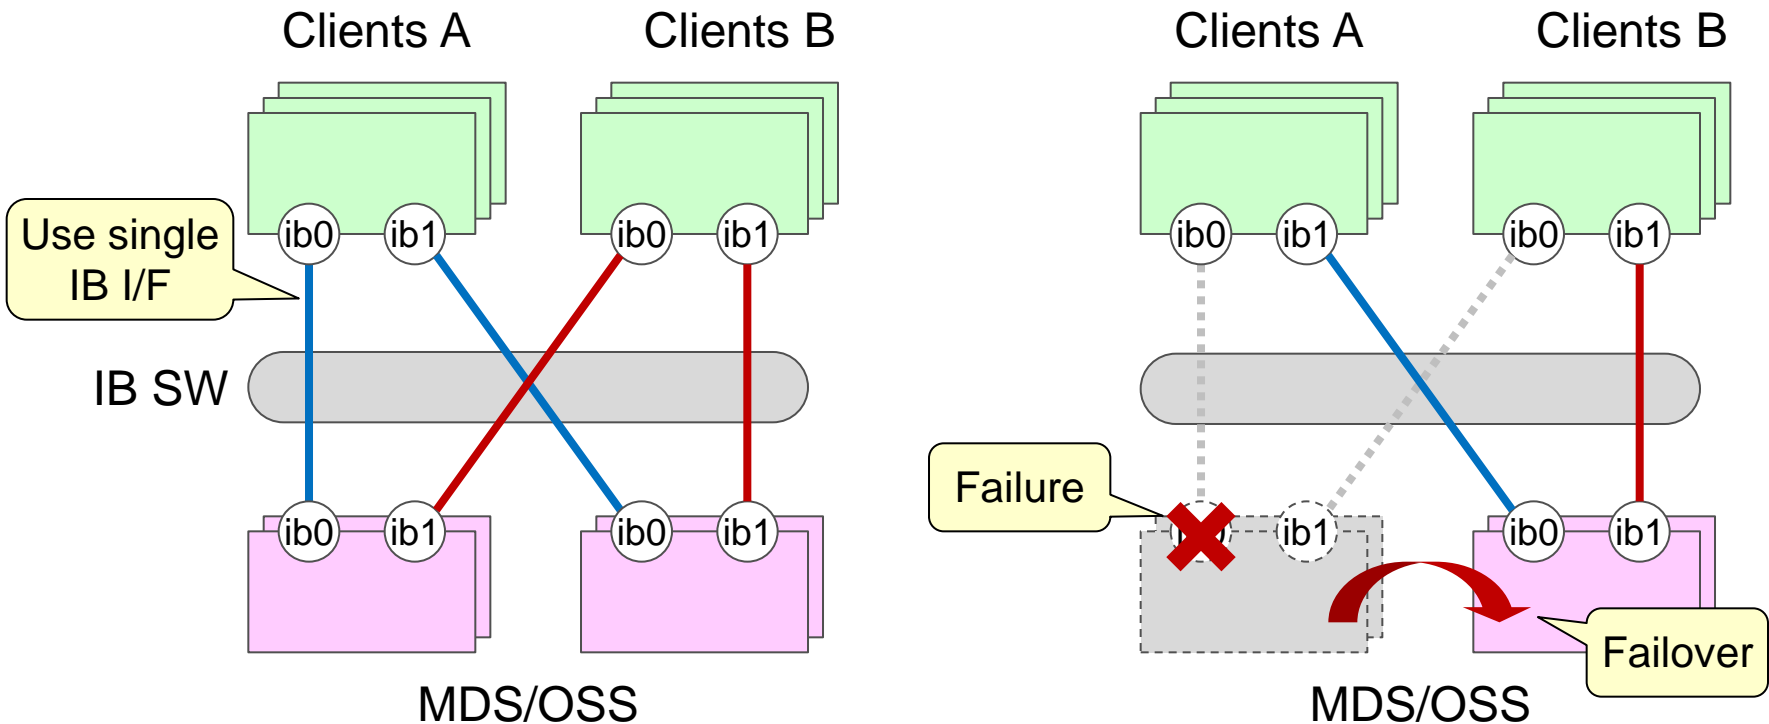 Clients A
Clients B
Clients A
Clients B
ib0
ib1
ib0
ib1
ib0
ib1
ib0
ib1
Use single
IB I/F
IB SW
Failure
ib0
ib1
ib0
ib1
ib1
ib0
ib1
Failover
MDS/OSS
MDS/OSS